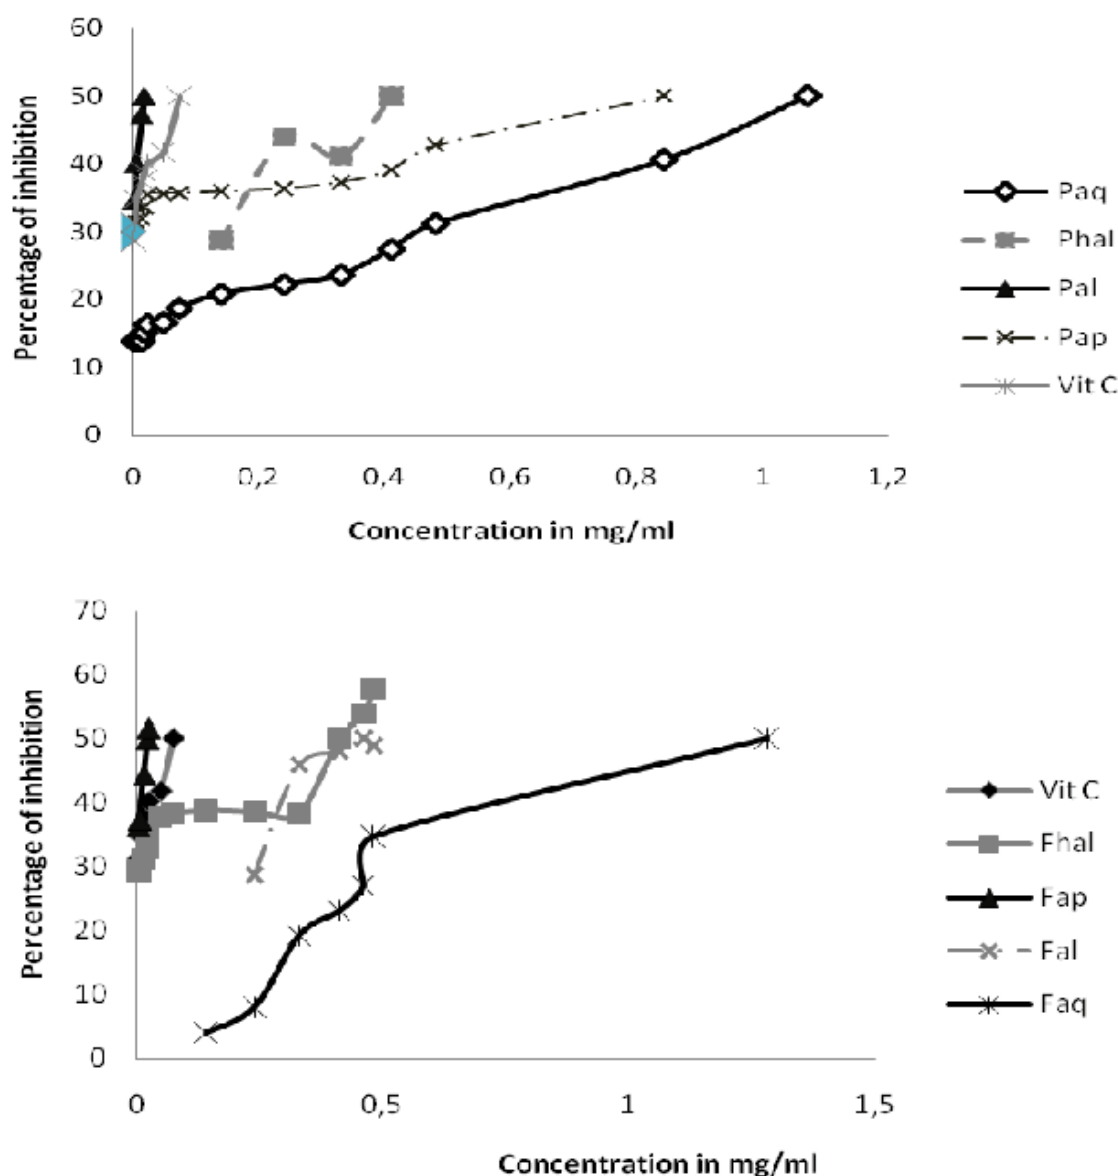 60
50
40
30
20
10
0
Percentage of inhibition
0 0,2 0,4 0,6 0,8 1 1,2
Concentration in mg/ml
Paq
Phal
Pal
Pap
Vit C
70
60
50
40
30
20
10
0
Percentage of inhibition
0 0,5 1 1,5
Concentration in mg/ml
Vit C
Fhal
Fap
Fal
Faq